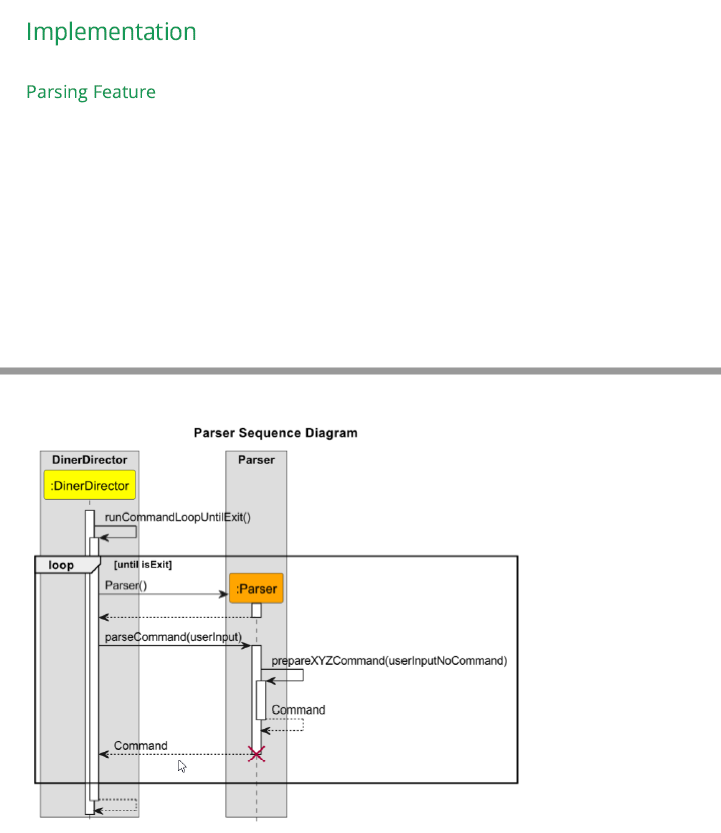 Implementation
Parsing Feature
Parser Sequence Diagram
DinerDirector
Parser
:DinerDirector
runCommandLoopUntilExit()
loop
[until isExit]
Parser()
:Parser
parseCommand(userInput)
prepareXYZCommand(userInputNoCommand)
Command
Command